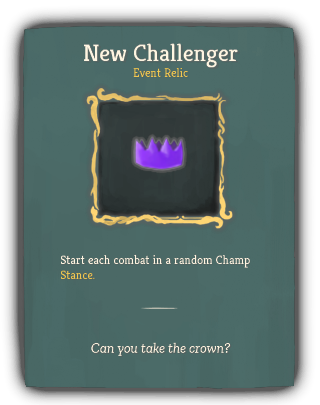 New Challenger
Event Relic
Start each combat in a random Champ
Stance.
Can you take the crown?